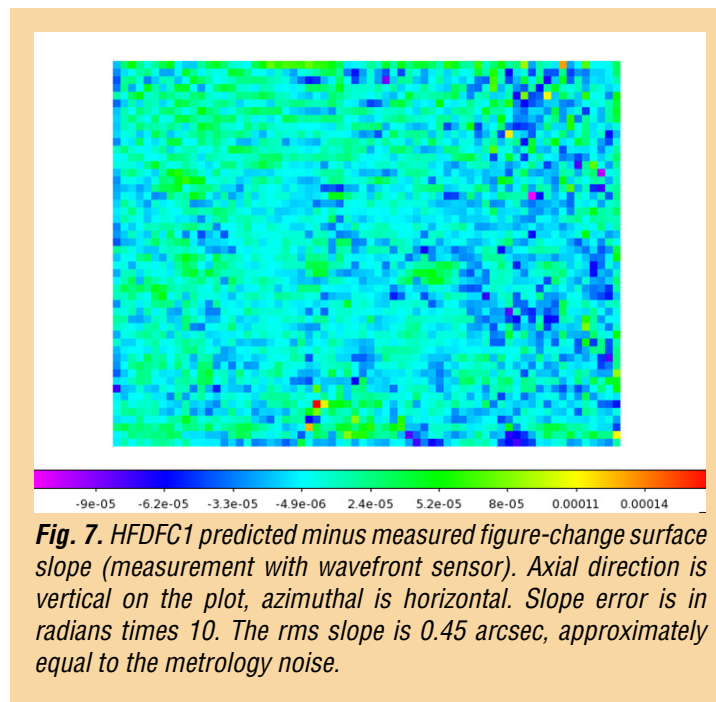 -9e-05 -6.2e-05 -3.3e-05 -4.9e-06 2.4e-05 5.2e-05 8e-05 0.00011 0.00014
Fig. 7. HFDFC1 predicted minus measured figure-change surface
slope (measurement with wavefront sensor). Axial direction is
vertical on the plot, azimuthal is horizontal. Slope error is in
radians times 10. The rms slope is 0.45 arcsec, approximately
equal to the metrology noise.